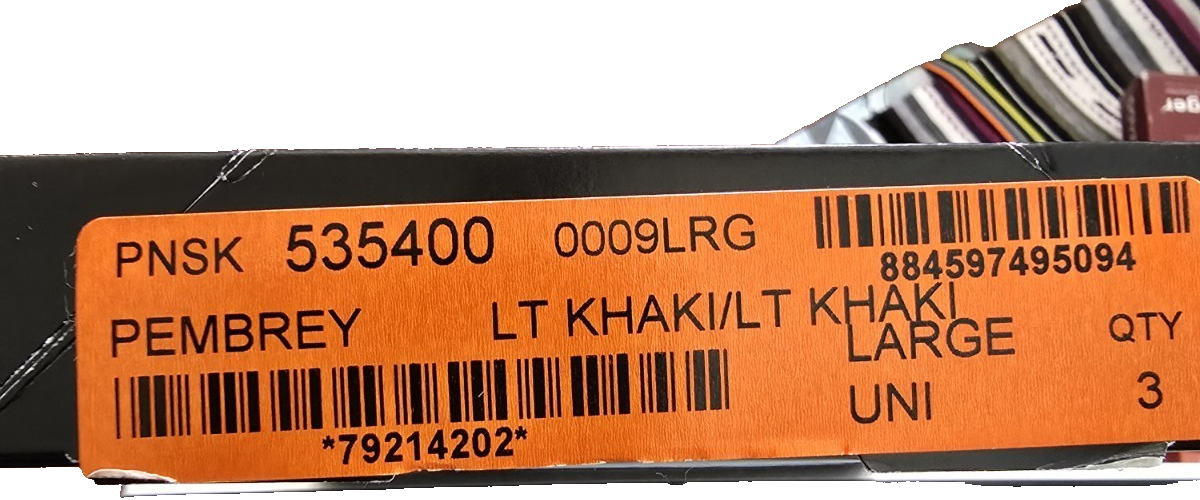 PNSK 535400 0009LRG
884597495094
PEMBREY LT KHAKI/LT KHAKI
LARGE QTY
UNI 3
*79214202*